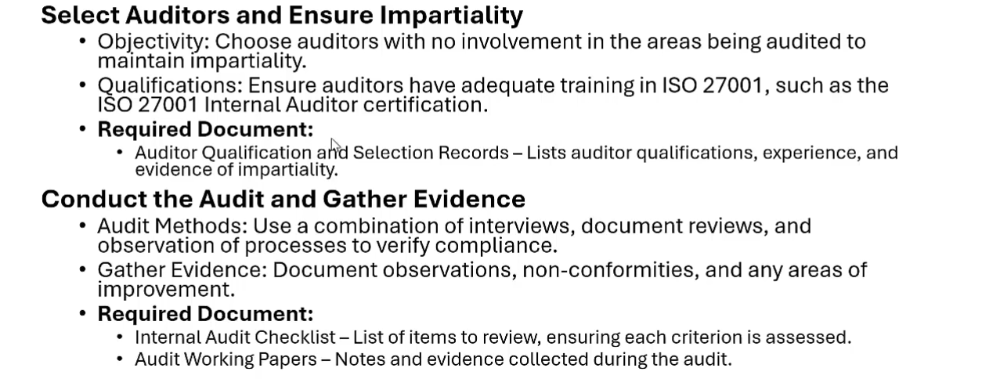 Select Auditors and Ensure Impartiality
• Objectivity: Choose auditors with no involvement in the areas being audited to
maintain impartiality.
• Qualifications: Ensure auditors have adequate training in ISO 27001, such as the
ISO 27001 Internal Auditor certification.
• Required Document:
• Auditor Qualification and Selection Records – Lists auditor qualifications, experience, and
evidence of impartiality.
Conduct the Audit and Gather Evidence
• Audit Methods: Use a combination of interviews, document reviews, and
observation of processes to verify compliance.
• Gather Evidence: Document observations, non-conformities, and any areas of
improvement.
• Required Document:
• Internal Audit Checklist – List of items to review, ensuring each criterion is assessed.
• Audit Working Papers – Notes and evidence collected during the audit.